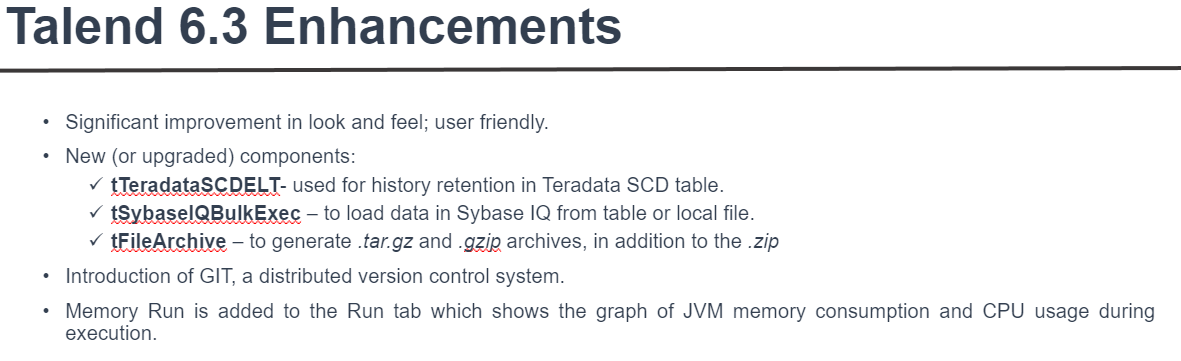 Talend 6.3 Enhancements
• Significant improvement in look and feel; user friendly.
• New (or upgraded) components:
✓ tTeradataSCDELT- used for history retention in Teradata SCD table.
✓ tSybaseIQBulkExec – to load data in Sybase IQ from table or local file.
✓ tFileArchive – to generate .tar.gz and .gzip archives, in addition to the .zip
• Introduction of GIT, a distributed version control system.
• Memory Run is added to the Run tab which shows the graph of JVM memory consumption and CPU usage during
execution.